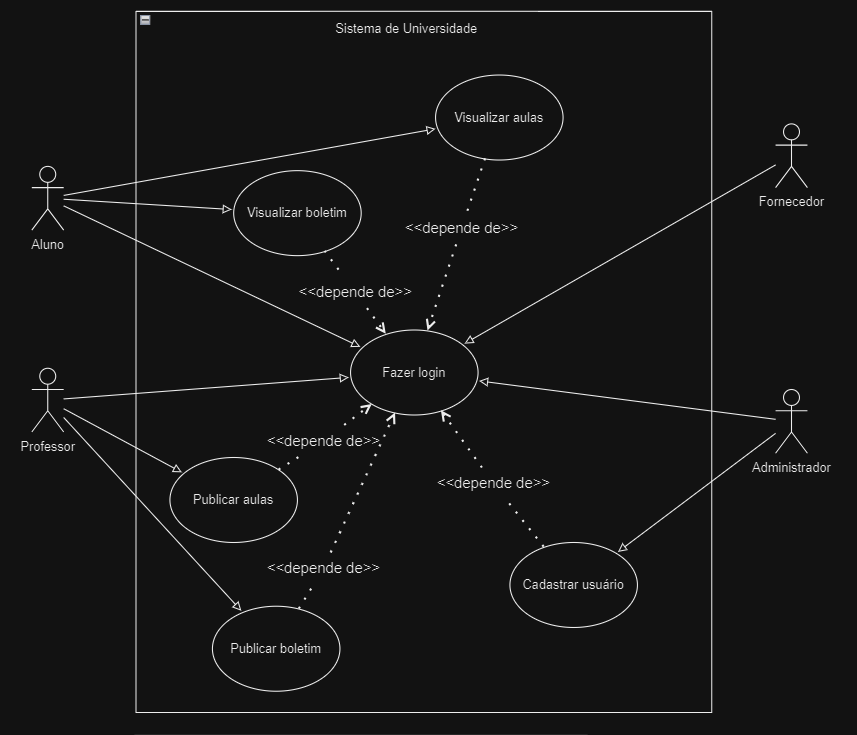 Sistema de Universidade
Visualizar aulas
Fornecedor
Visualizar boletim
<<depende de>>
Aluno
<<depende de>>
Fazer login
<<depende de>>
Professor
Administrador
<<depende de>>
Publicar aulas
<<depende de>>
Cadastrar usuário
Publicar boletim